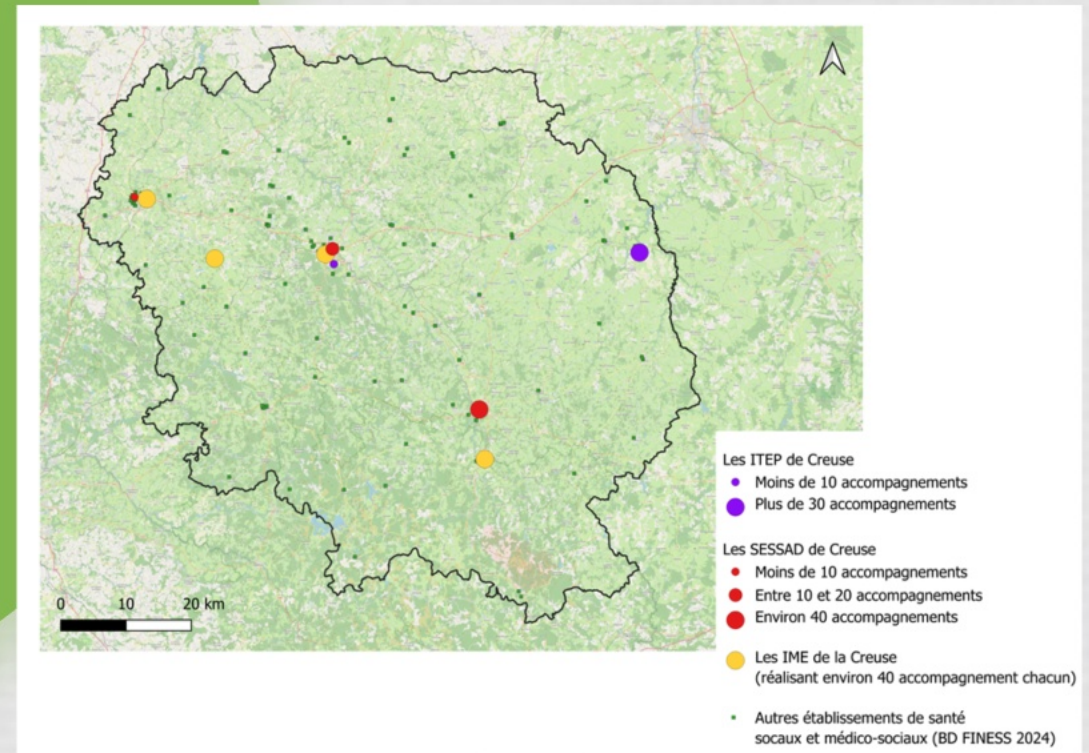 0 10 20 km
Les ITEP de Creuse
Moins de 10 accompagnements
Plus de 30 accompagnements
Les SESSAD de Creuse
Moins de 10 accompagnements
Entre 10 et 20 accompagnements
Environ 40 accompagnements
Les IME de la Creuse
(réalisant environ 40 accompagnement chacun)
Autres établissements de santé
socaux et médico-sociaux (BD FINESS 2024)